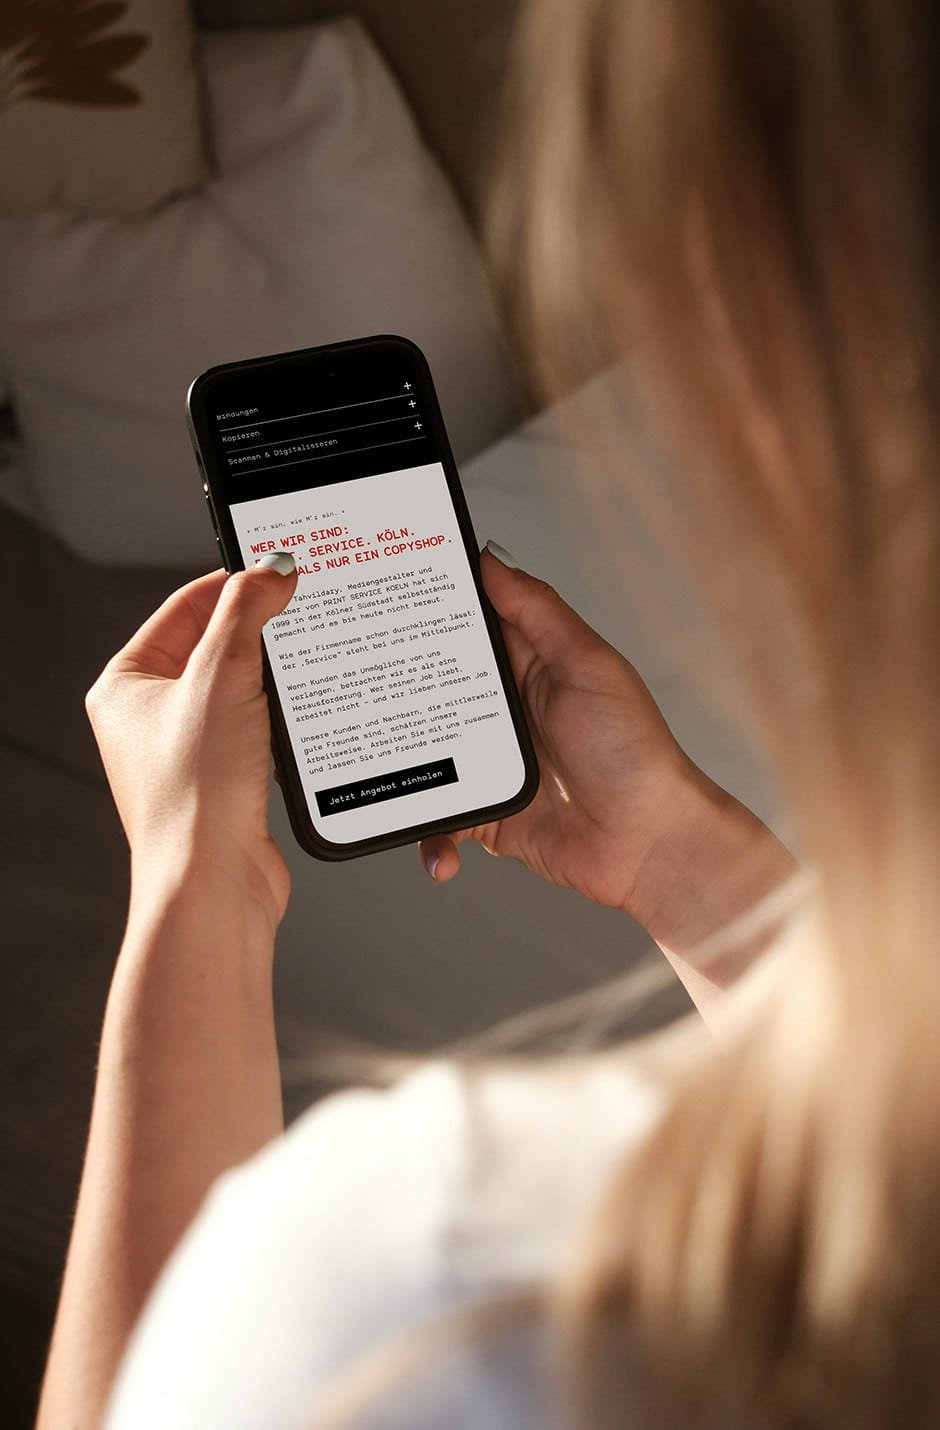 Bindungen +
Kopieren +
Scannen & Digitalisieren +
* M'r sin, wie M'r sin. *
WER WIR SIND:
. SERVICE. KÖLN.
ALS NUR EIN COPYSHOP.
Tahvildary, Mediengestalter und
haber von PRINT SERVICE KOELN hat sich
1999 in der Kölner Südstadt selbstständig
gemacht und es bis heute nicht bereut.
Wie der Firmenname schon durchklingen lässt:
der „Service“ steht bei uns im Mittelpunkt.
Wenn Kunden das Unmögliche von uns
verlangen, betrachten wir es als eine
Herausforderung. Wer seinen Job liebt,
arbeitet nicht – und wir lieben unseren Job.
Unsere Kunden und Nachbarn, die mittlerweile
gute Freunde sind, schätzen unsere
Arbeitsweise. Arbeiten Sie mit uns zusammen
und lassen Sie uns Freunde werden.
Jetzt Angebot einholen